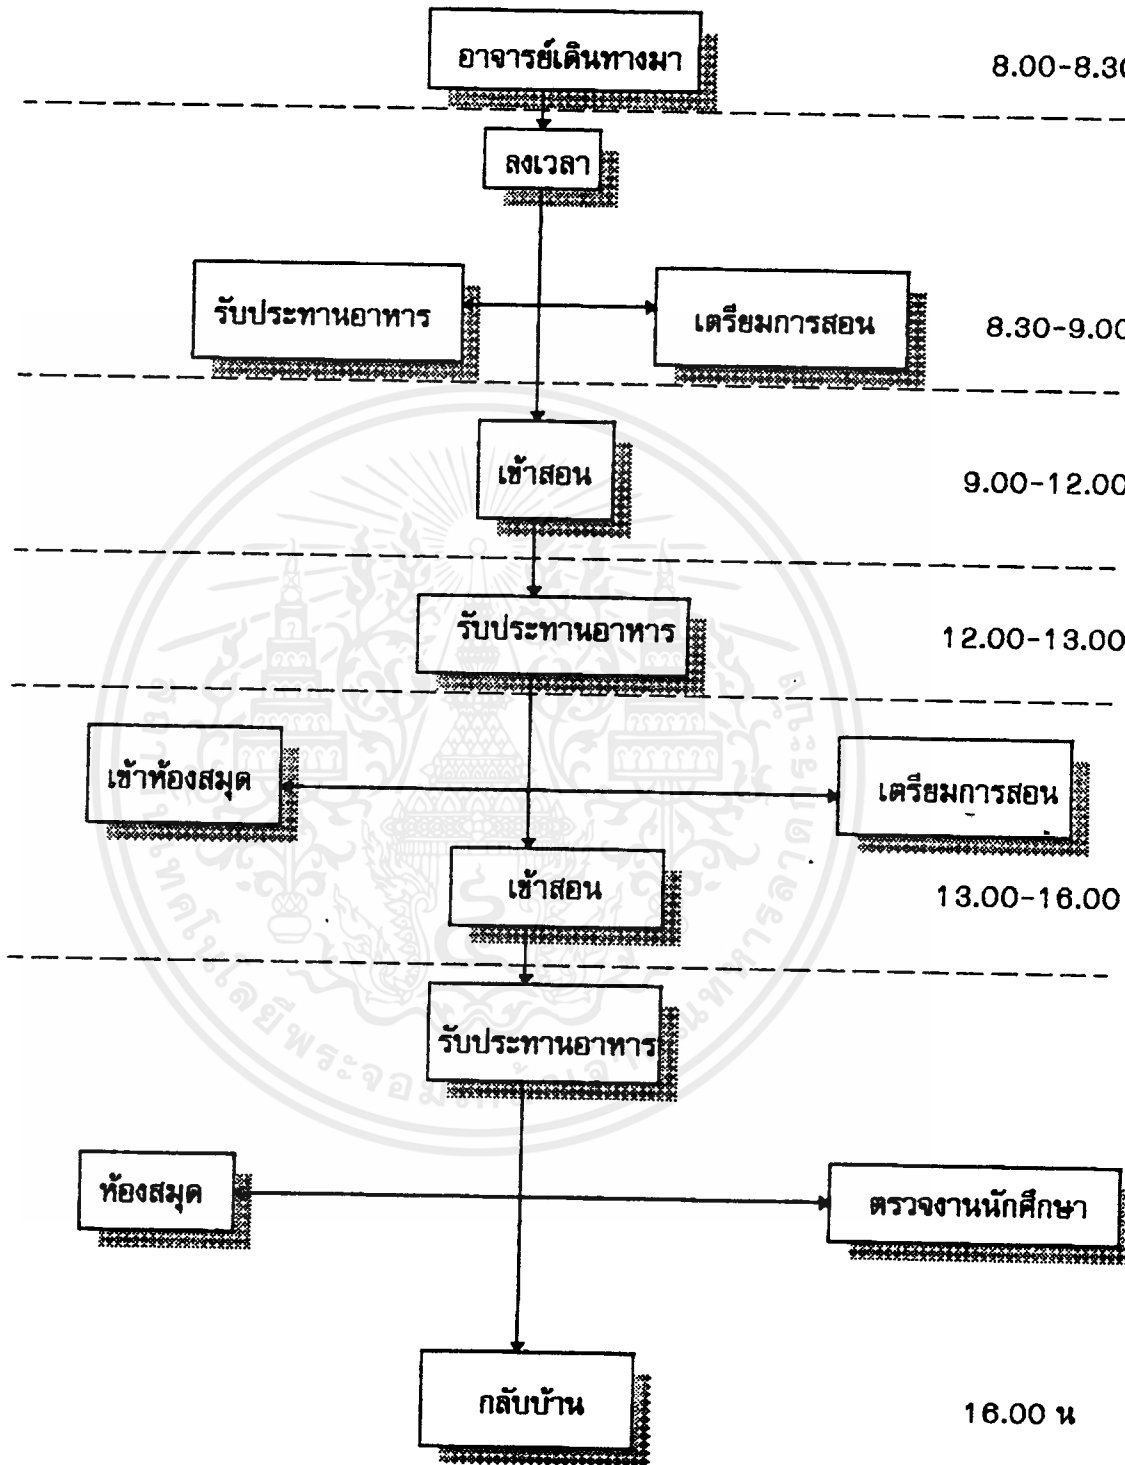 อาจารย์เดินทางมา
8.00-8.30
ลงเวลา
รับประทานอาหาร
เตรียมการสอน
8.30-9.00
เข้าสอน
9.00-12.00
รับประทานอาหาร
12.00-13.00
เข้าห้องสมุด
เตรียมการสอน
เข้าสอน
13.00-16.00
รับประทานอาหาร
ห้องสมุด
ตรวจงานนักศึกษา
กลับบ้าน
16.00 น